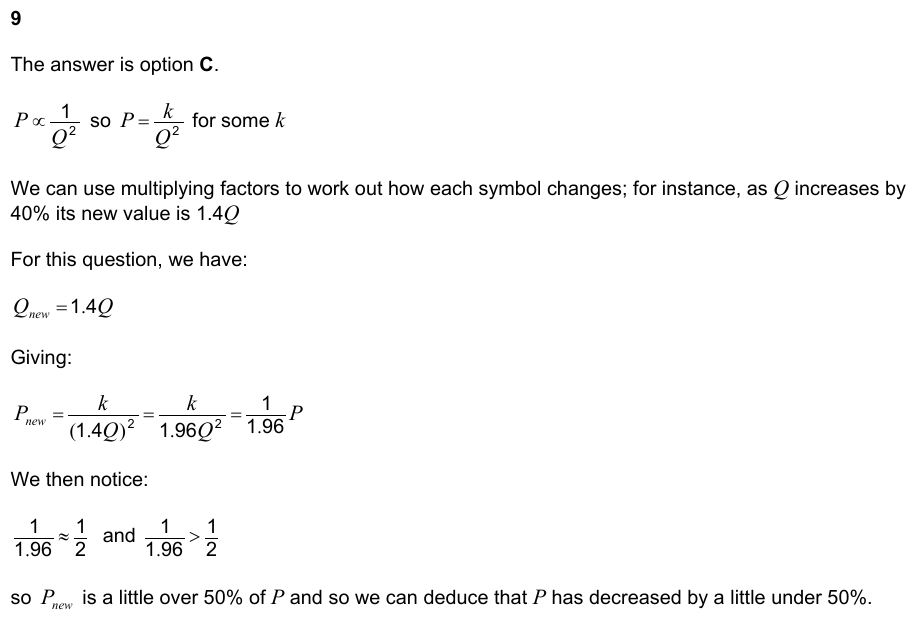 9
The answer is option C.
P ∝ 1/Q² so P = k/Q² for some k
We can use multiplying factors to work out how each symbol changes; for instance, as Q increases by
40% its new value is 1.4Q
For this question, we have:
Qₙₑw = 1.4Q
Giving:
Pₙₑw = k/(1.4Q)² = k/1.96Q² = 1/1.96 P
We then notice:
1/1.96 ≈ 1/2 and 1/1.96 > 1/2
so Pₙₑw is a little over 50% of P and so we can deduce that P has decreased by a little under 50%.